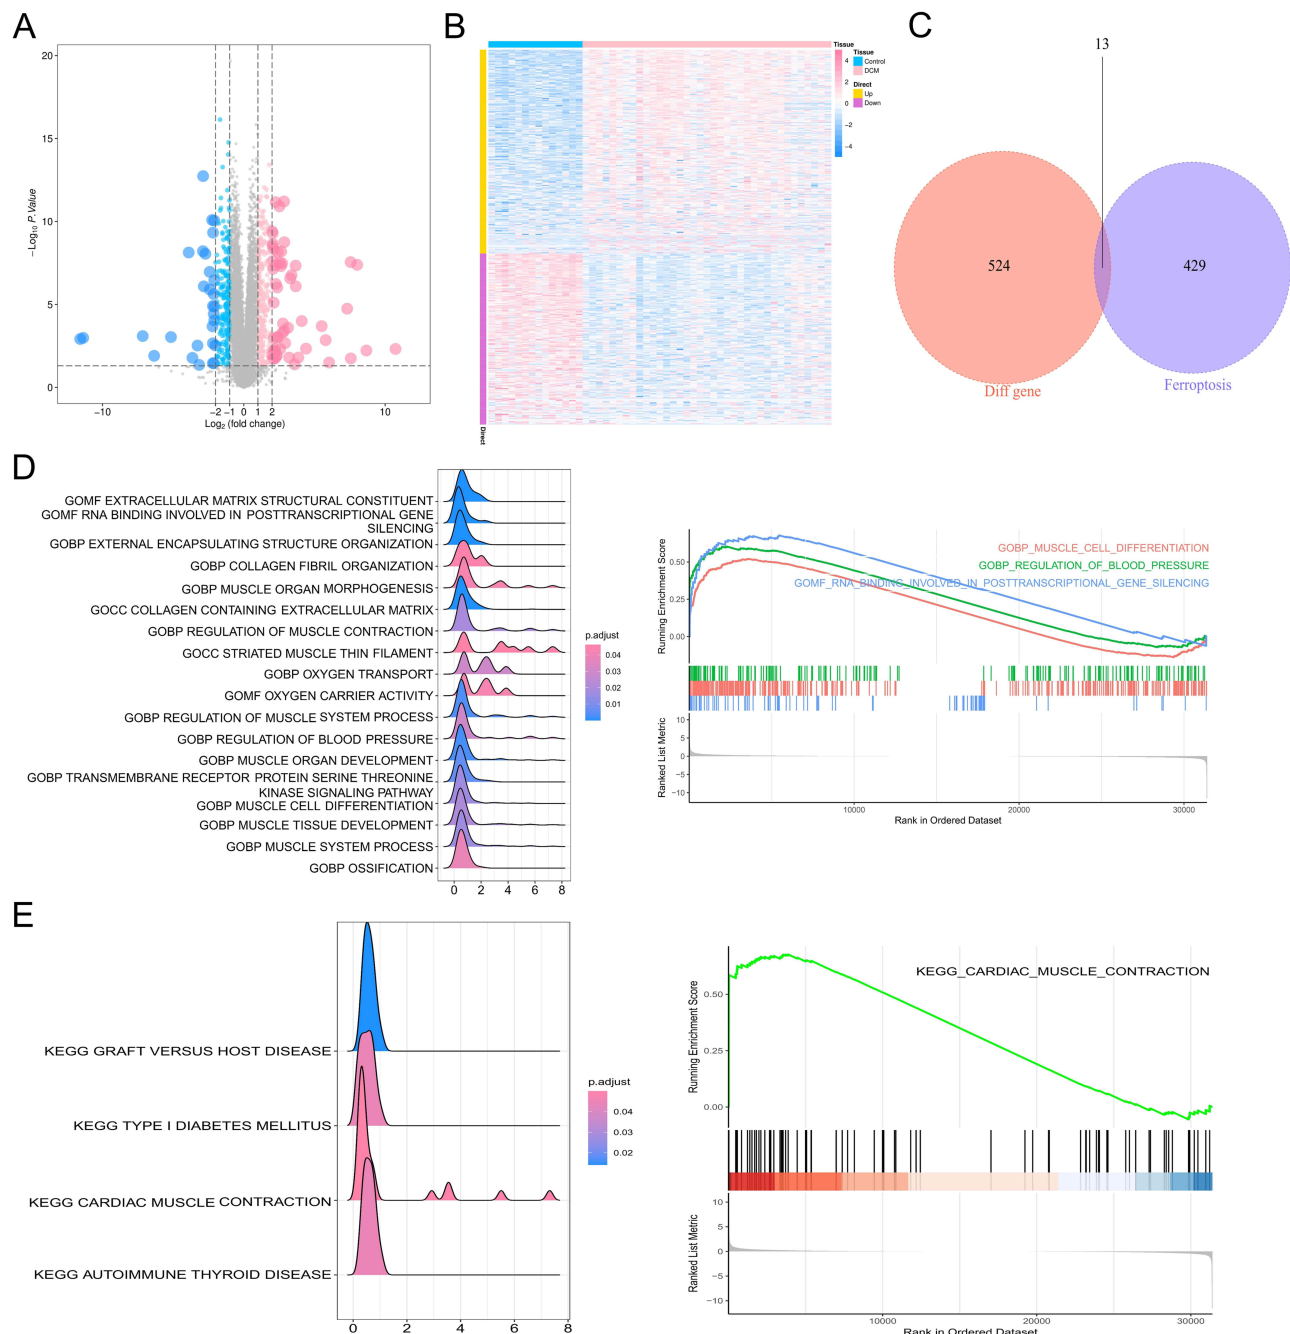 A
20
15
10
5
0
−Log10 P.Value
−10
−2
−1
0
1
2
10
Log2 (fold change)
B
Tissue
4
2
0
−2
−4
Tissue
Control
DCM
Direct
Up
Down
Direct
C
13
524
429
Diff gene
Ferroptosis
D
GOMF EXTRACELLULAR MATRIX STRUCTURAL CONSTITUENT
GOMF RNA BINDING INVOLVED IN POSTTRANSCRIPTIONAL GENE
SILENCING
GOBP EXTERNAL ENCAPSULATING STRUCTURE ORGANIZATION
GOBP COLLAGEN FIBRIL ORGANIZATION
GOBP MUSCLE ORGAN MORPHOGENESIS
GOCC COLLAGEN CONTAINING EXTRACELLULAR MATRIX
GOBP REGULATION OF MUSCLE CONTRACTION
GOCC STRIATED MUSCLE THIN FILAMENT
GOBP OXYGEN TRANSPORT
GOMF OXYGEN CARRIER ACTIVITY
GOBP REGULATION OF MUSCLE SYSTEM PROCESS
GOBP REGULATION OF BLOOD PRESSURE
GOBP MUSCLE ORGAN DEVELOPMENT
GOBP TRANSMEMBRANE RECEPTOR PROTEIN SERINE THREONINE
KINASE SIGNALING PATHWAY
GOBP MUSCLE CELL DIFFERENTIATION
GOBP MUSCLE TISSUE DEVELOPMENT
GOBP MUSCLE SYSTEM PROCESS
GOBP OSSIFICATION
0 2 4 6 8
p.adjust
0.04
0.03
0.02
0.01
Running Enrichment Score
0.50
0.25
0.00
GOBP_MUSCLE_CELL_DIFFERENTIATION
GOBP_REGULATION_OF_BLOOD_PRESSURE
GOMF_RNA_BINDING_INVOLVED_IN_POSTTRANSCRIPTIONAL_GENE_SILENCING
Ranked List Metric
10
5
0
−5
−10
10000 20000 30000
Rank in Ordered Dataset
E
KEGG GRAFT VERSUS HOST DISEASE
KEGG TYPE I DIABETES MELLITUS
KEGG CARDIAC MUSCLE CONTRACTION
KEGG AUTOIMMUNE THYROID DISEASE
0 2 4 6 8
p.adjust
0.04
0.03
0.02
Running Enrichment Score
0.50
0.25
0.00
KEGG_CARDIAC_MUSCLE_CONTRACTION
Ranked List Metric
10
5
0
−5
−10
10000 20000 30000
Rank in Ordered Dataset